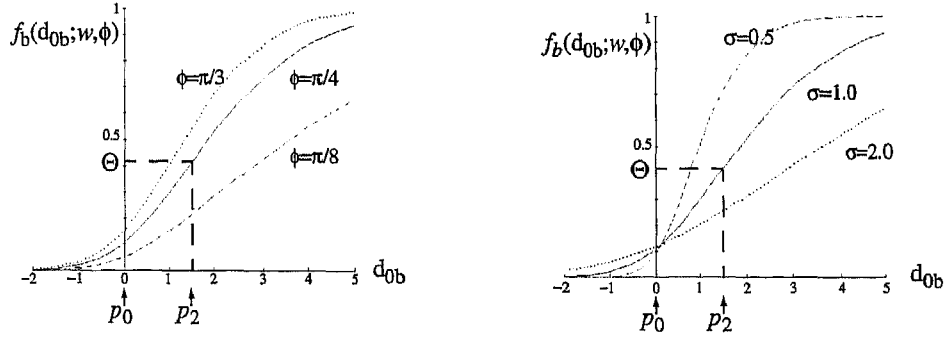 1
f_b(d_0b;w,ϕ)
ϕ=π/3
ϕ=π/4
0.5
Θ
ϕ=π/8
-2 -1 0 1 2 3 4 5 d_0b
p_0 p_2
1
f_b(d_0b;w,ϕ)
σ=0.5
σ=1.0
0.5
Θ
σ=2.0
-2 -1 0 1 2 3 4 5 d_0b
p_0 p_2